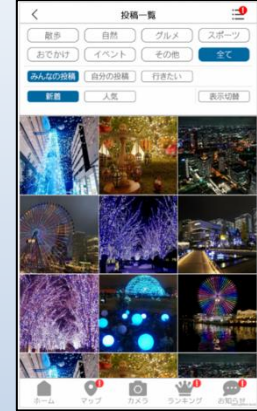 投稿一覧
散歩 自然 グルメ スポーツ
おでかけ イベント その他 全て
みんなの投稿 自分の投稿 行きたい
新着 人気 表示切替
ホーム マップ カメラ ランキング お知らせ